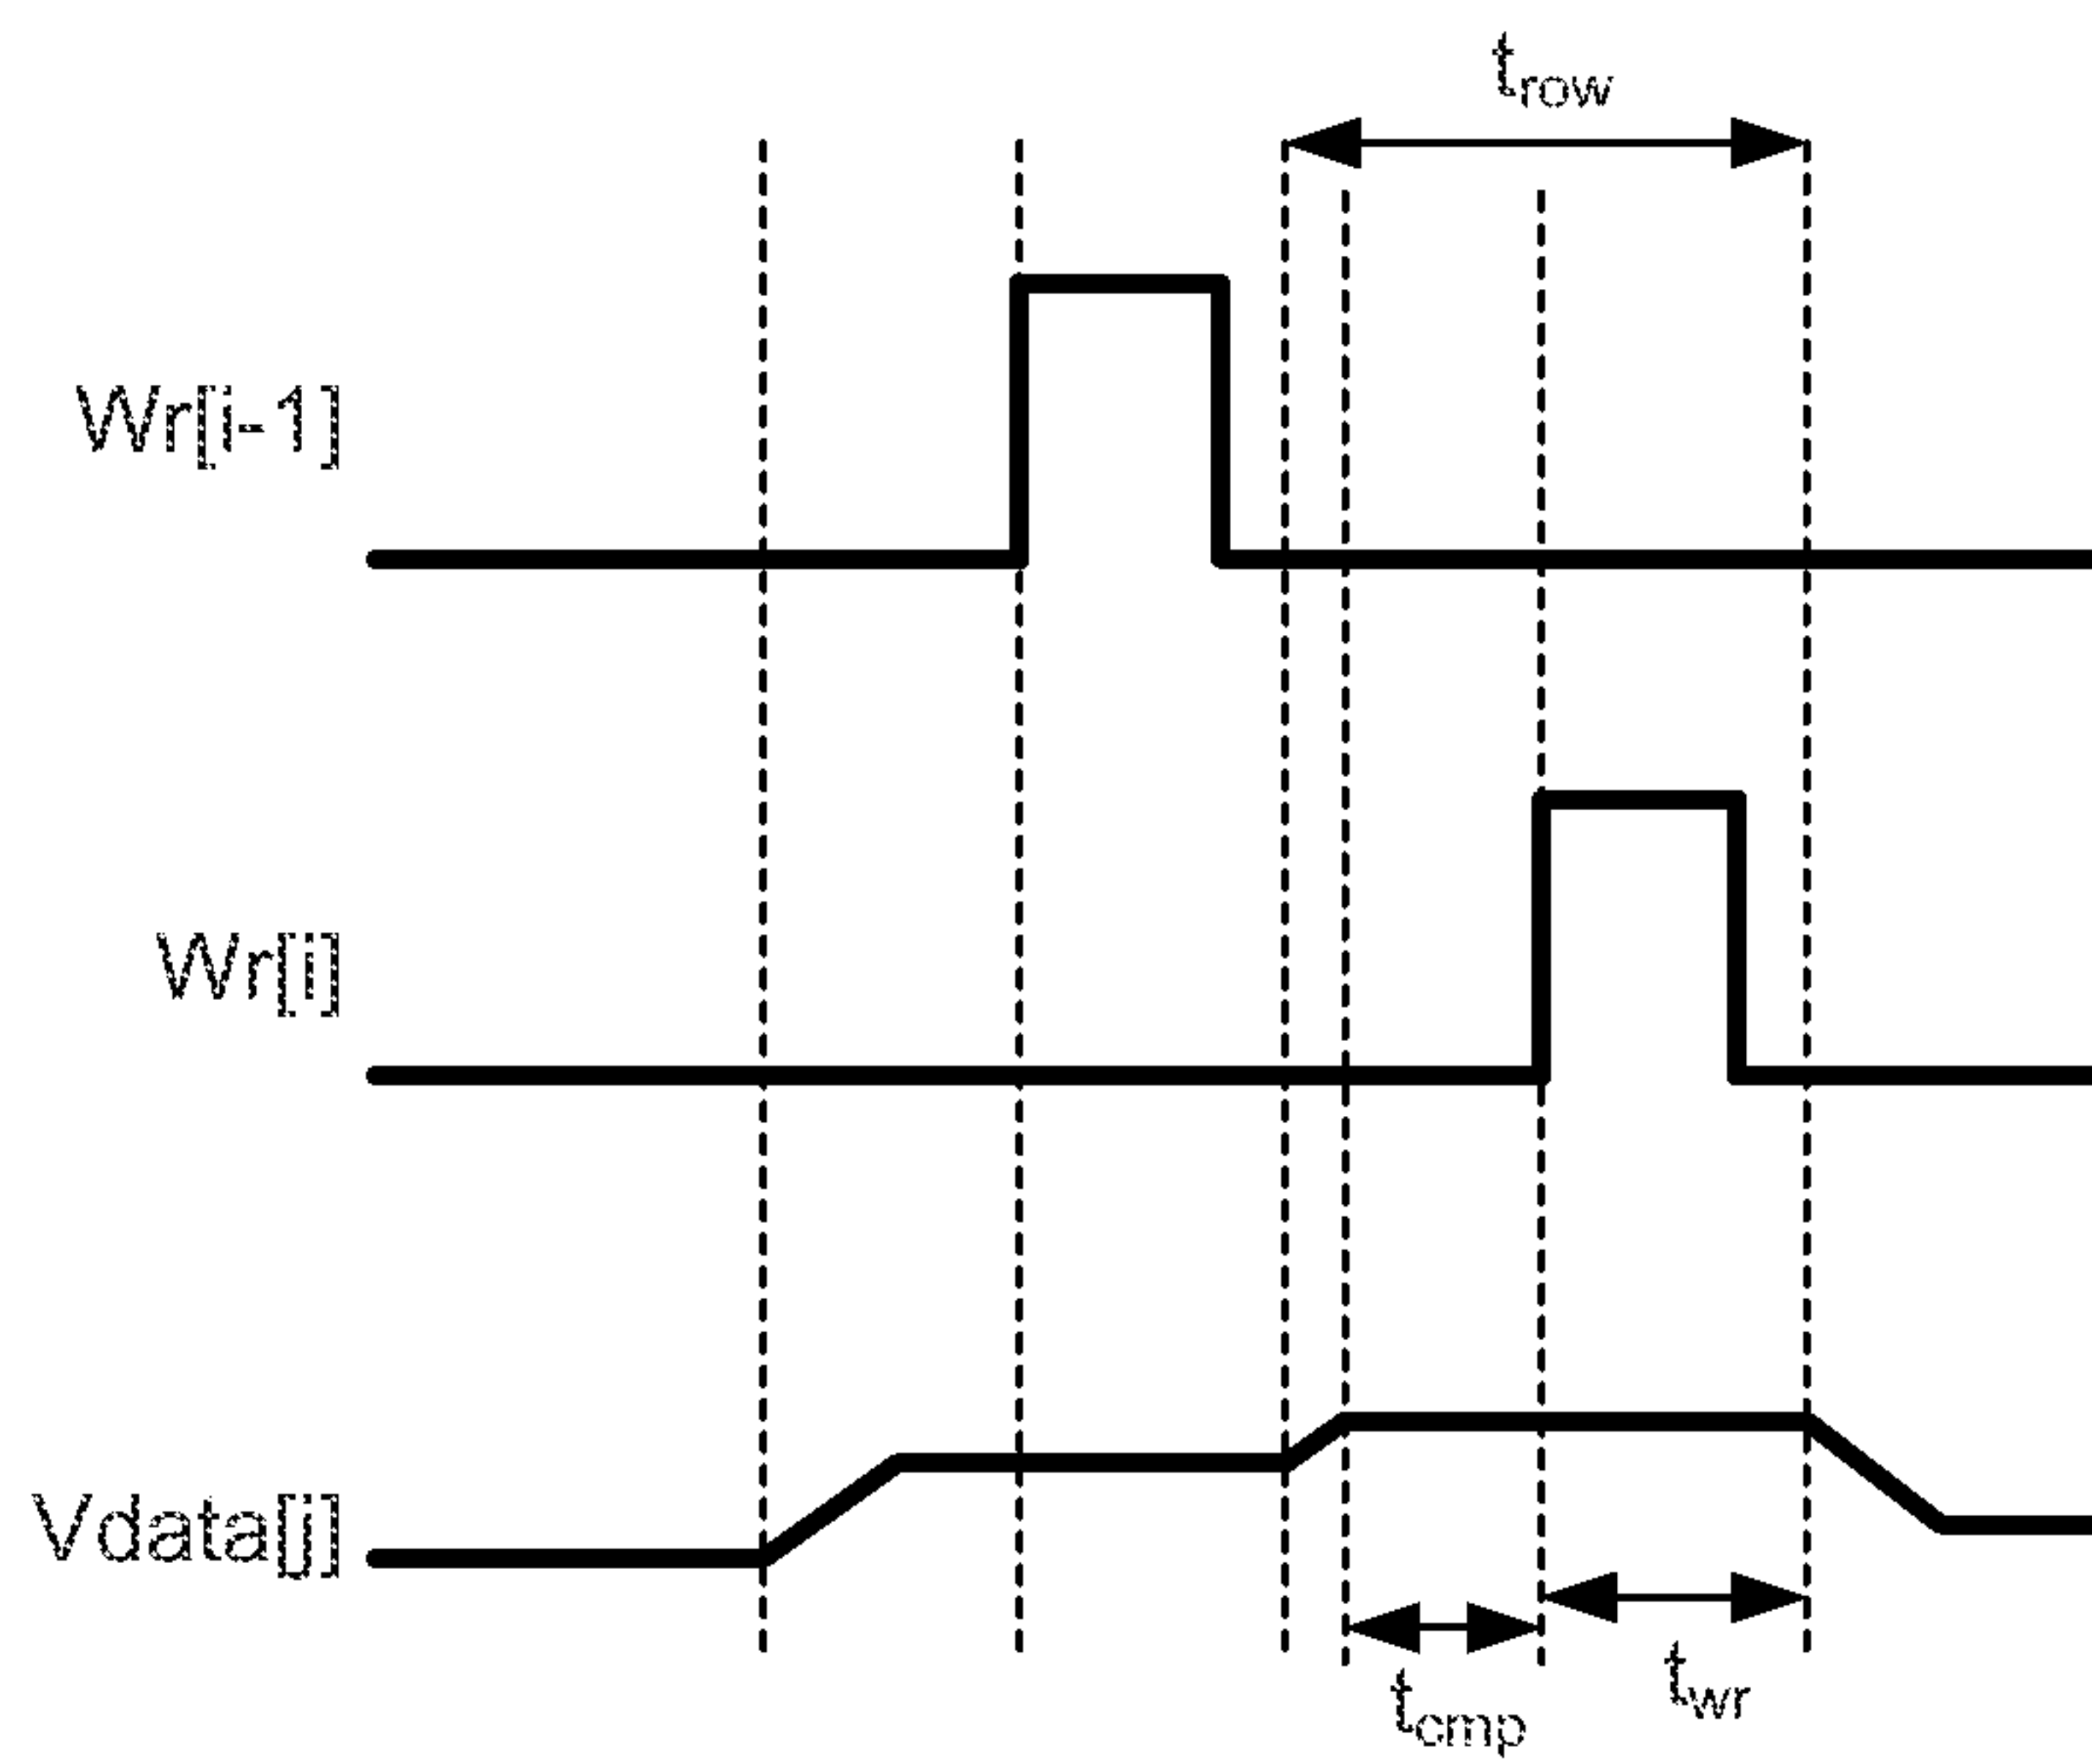 t_row
Wr[i-1]
Wr[i]
Vdata[j]
t_cmp
t_wr